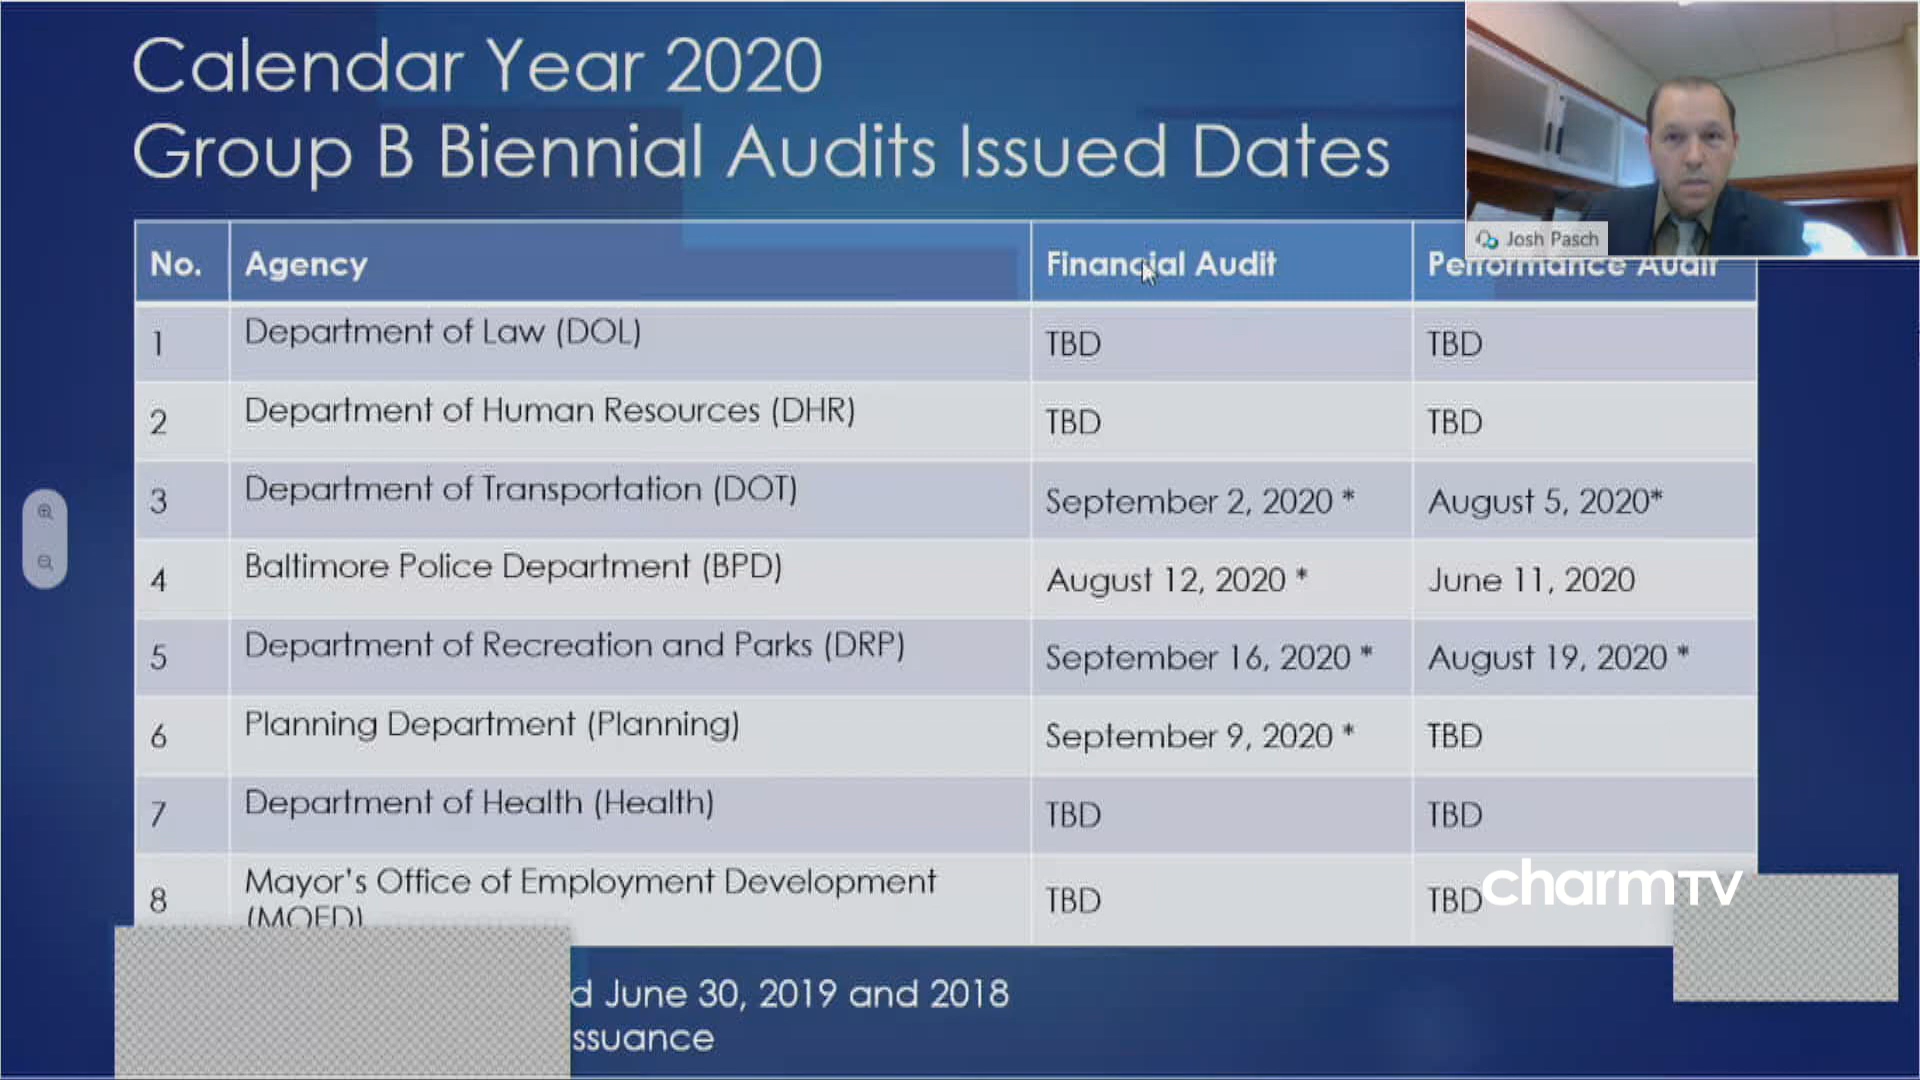 Calendar Year 2020
Group B Biennial Audits Issued Dates
Josh Pasch
No. Agency Financial Audit Performance Audit
1 Department of Law (DOL) TBD TBD
2 Department of Human Resources (DHR) TBD TBD
3 Department of Transportation (DOT) September 2, 2020 * August 5, 2020*
4 Baltimore Police Department (BPD) August 12, 2020 * June 11, 2020
5 Department of Recreation and Parks (DRP) September 16, 2020 * August 19, 2020 *
6 Planning Department (Planning) September 9, 2020 * TBD
7 Department of Health (Health) TBD TBD
8 Mayor's Office of Employment Development TBD TBD
(MOED)
charmTV
June 30, 2019 and 2018